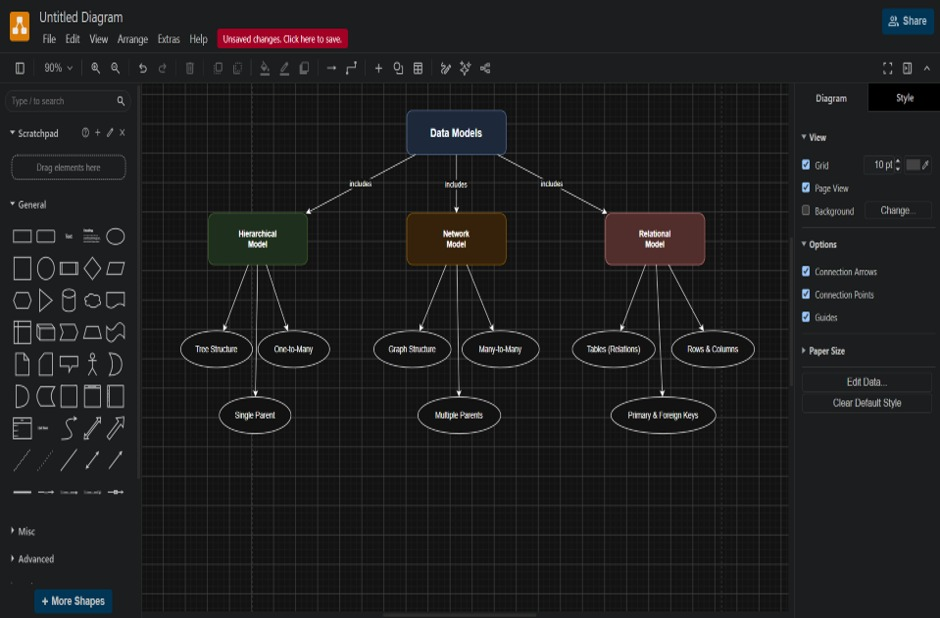 Untitled Diagram
File Edit View Arrange Extras Help Unsaved changes. Click here to save.
Share
90%
Type / to search
Scratchpad
Drag elements here
General
Text
Misc
Advanced
+ More Shapes
Data Models
includes includes includes
Hierarchical
Model
Network
Model
Relational
Model
Tree Structure One-to-Many Graph Structure Many-to-Many Tables (Relations) Rows & Columns
Single Parent Multiple Parents Primary & Foreign Keys
Diagram Style
View
Grid 10 pt
Page View
Background Change...
Options
Connection Arrows
Connection Points
Guides
Paper Size
Edit Data...
Clear Default Style